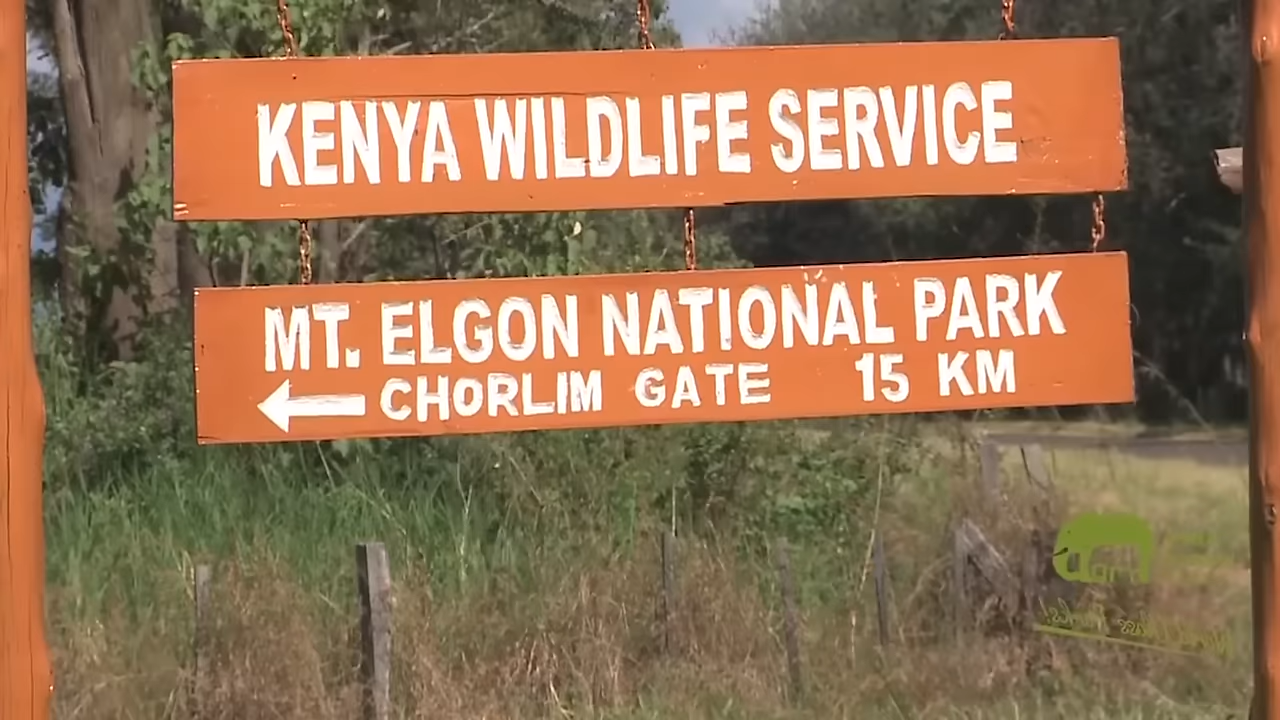 KENYA WILDLIFE SERVICE
MT. ELGON NATIONAL PARK
CHORLIM GATE 15 KM